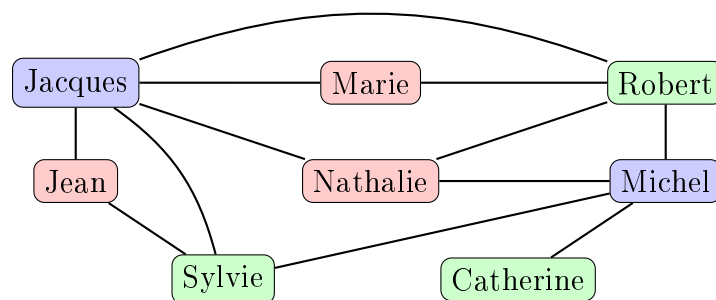 Jacques
Marie
Robert
Jean
Nathalie
Michel
Sylvie
Catherine